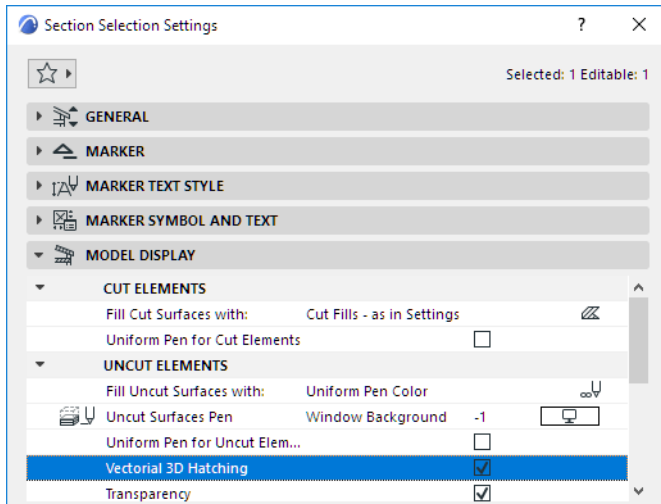 Section Selection Settings
?
Selected: 1 Editable: 1
GENERAL
MARKER
MARKER TEXT STYLE
MARKER SYMBOL AND TEXT
MODEL DISPLAY
CUT ELEMENTS
Fill Cut Surfaces with: Cut Fills - as in Settings
Uniform Pen for Cut Elements
UNCUT ELEMENTS
Fill Uncut Surfaces with: Uniform Pen Color
Uncut Surfaces Pen Window Background -1
Uniform Pen for Uncut Elem...
Vectorial 3D Hatching
Transparency